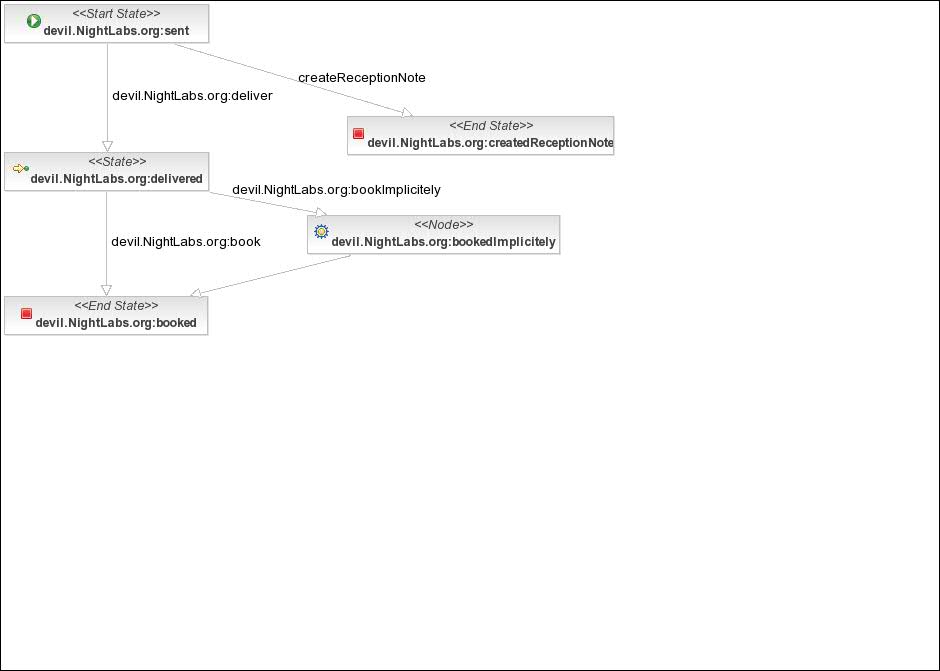 <<Start State>>
devil.NightLabs.org:sent
createReceptionNote
devil.NightLabs.org:deliver
<<End State>>
devil.NightLabs.org:createdReceptionNote
<<State>>
devil.NightLabs.org:delivered
devil.NightLabs.org:bookImplicitely
<<Node>>
devil.NightLabs.org:bookedImplicitely
devil.NightLabs.org:book
<<End State>>
devil.NightLabs.org:booked